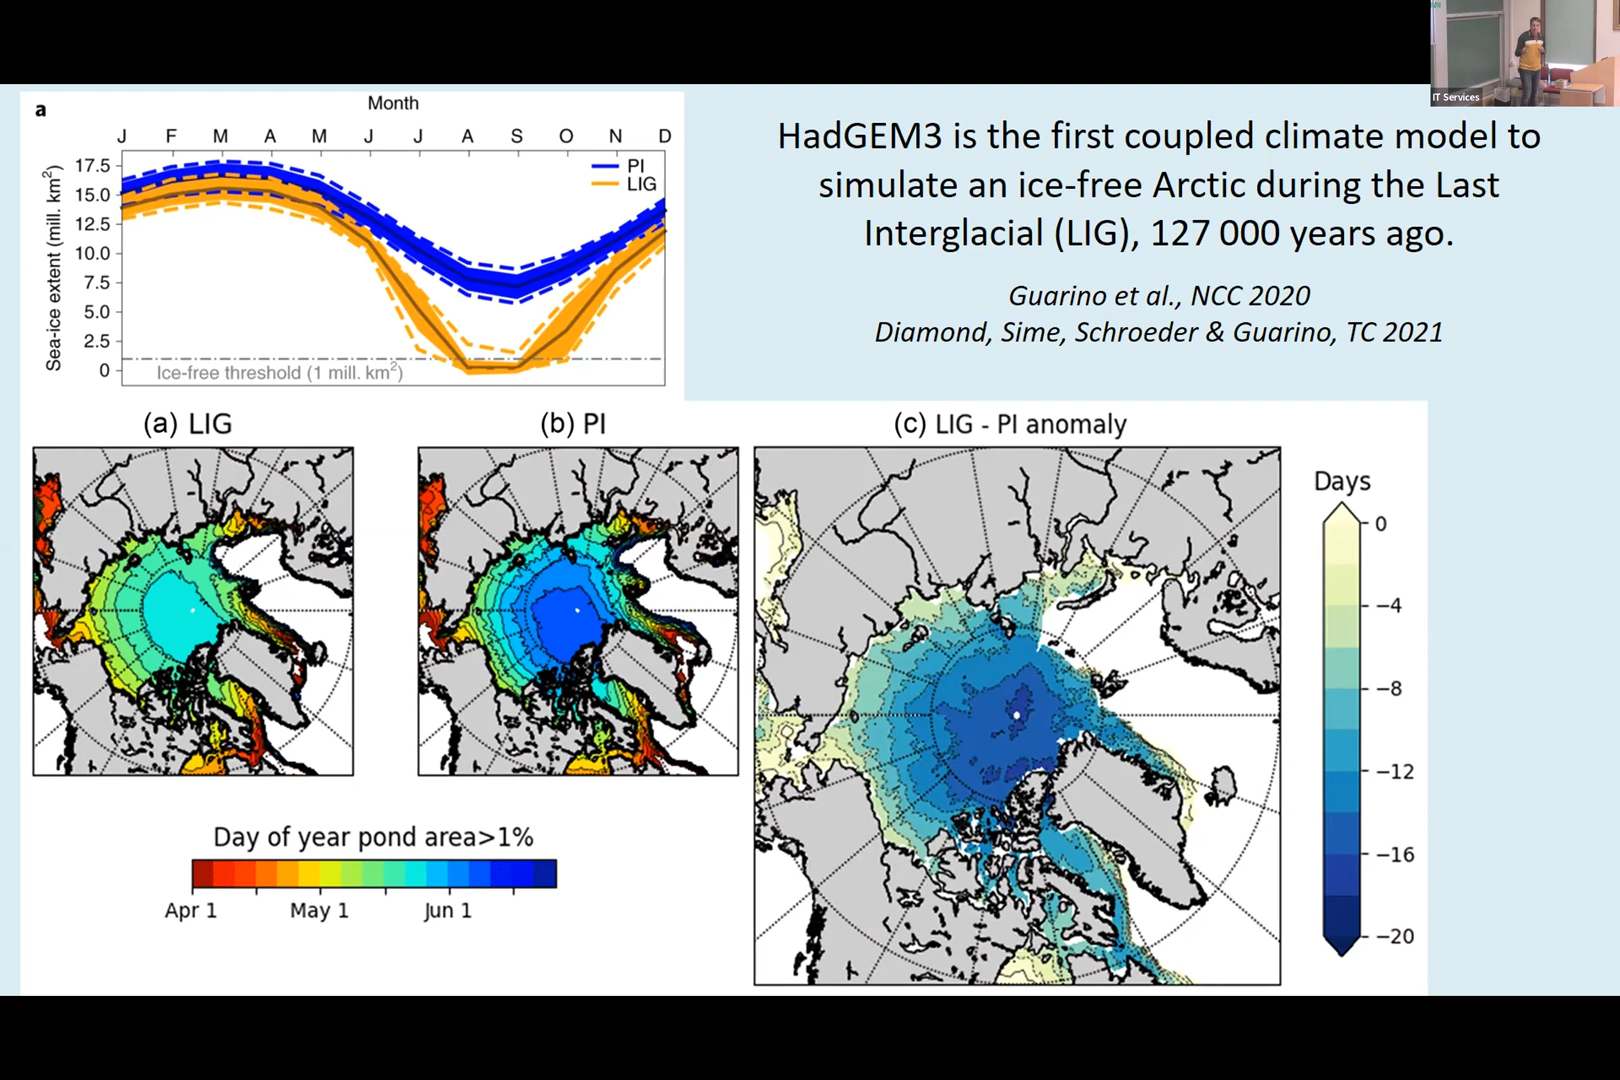 IT Services
a
Month
J F M A M J J A S O N D
Sea-ice extent (mill. km²)
17.5
15.0
12.5
10.0
7.5
5.0
2.5
0
PI
LIG
Ice-free threshold (1 mill. km²)
HadGEM3 is the first coupled climate model to
simulate an ice-free Arctic during the Last
Interglacial (LIG), 127 000 years ago.
Guarino et al., NCC 2020
Diamond, Sime, Schroeder & Guarino, TC 2021
(a) LIG
(b) PI
(c) LIG - PI anomaly
Day of year pond area>1%
Apr 1 May 1 Jun 1
Days
0
−4
−8
−12
−16
−20